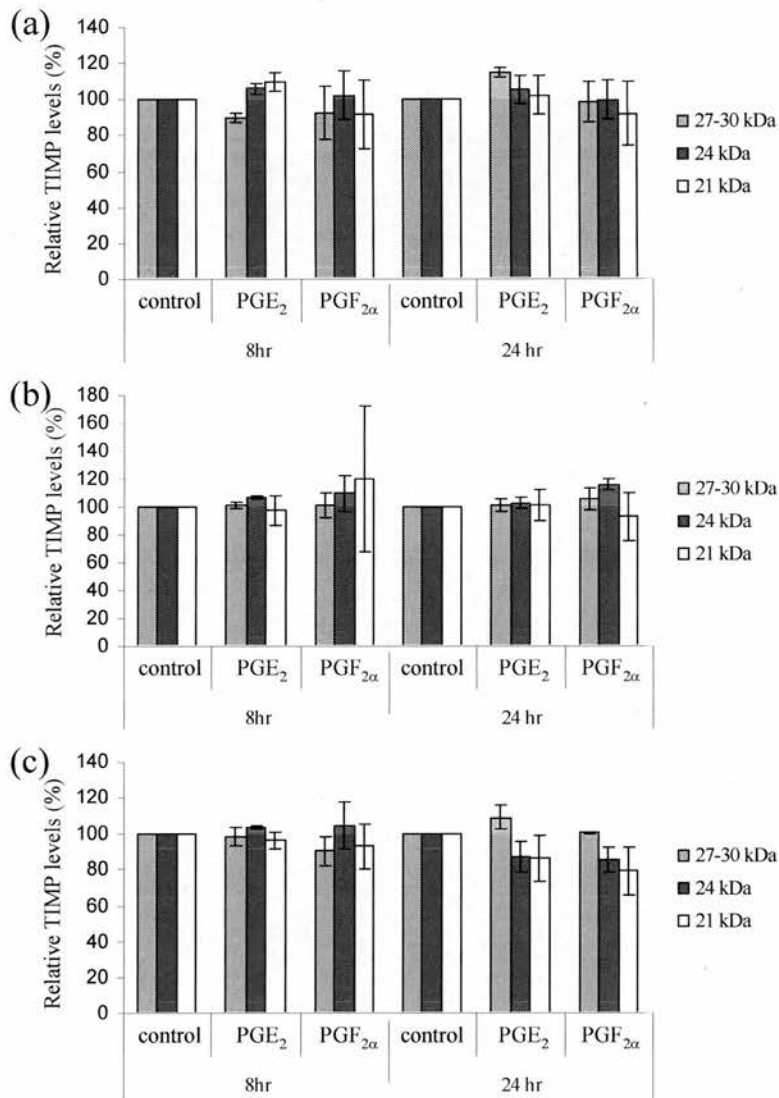 (a)
Relative TIMP levels (%)
140
120
100
80
60
40
20
0
control PGE2 PGF2α control PGE2 PGF2α
8hr 24 hr
27-30 kDa
24 kDa
21 kDa
(b)
Relative TIMP levels (%)
180
160
140
120
100
80
60
40
20
0
control PGE2 PGF2α control PGE2 PGF2α
8hr 24 hr
27-30 kDa
24 kDa
21 kDa
(c)
Relative TIMP levels (%)
140
120
100
80
60
40
20
0
control PGE2 PGF2α control PGE2 PGF2α
8hr 24 hr
27-30 kDa
24 kDa
21 kDa